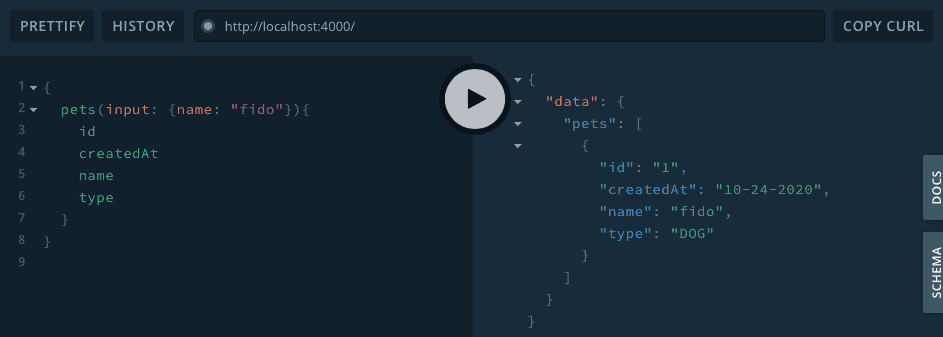 PRETTIFY HISTORY http://localhost:4000/ COPY CURL
1 {
2 pets(input: {name: "fido"}){
3 id
4 createdAt
5 name
6 type
7 }
8 }
9
{
"data": {
"pets": [
{
"id": "1",
"createdAt": "10-24-2020",
"name": "fido",
"type": "DOG"
}
]
}
}
DOCS
SCHEMA